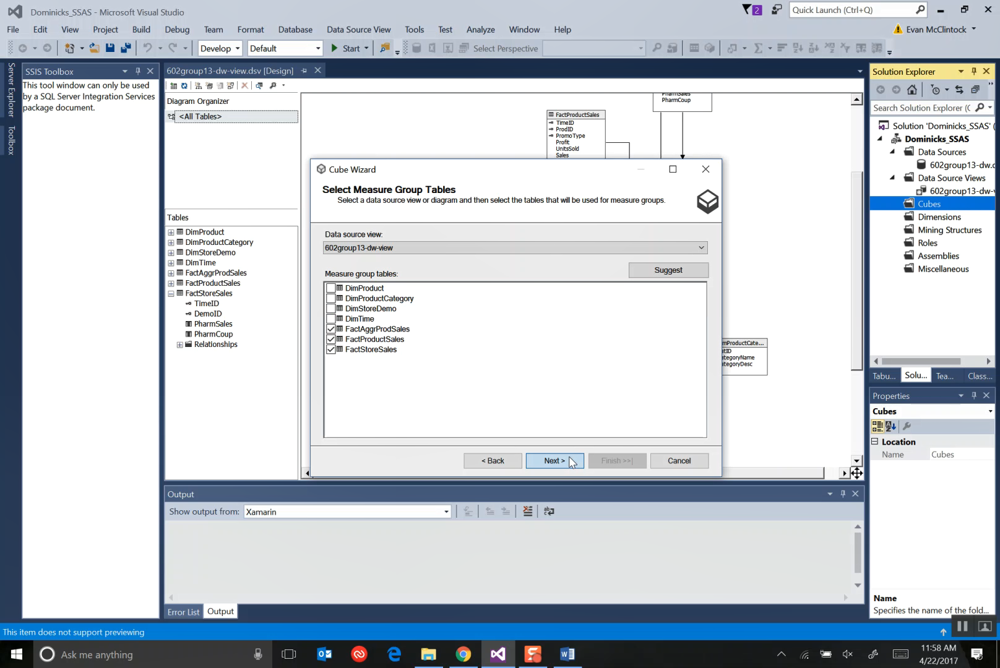 Dominicks_SSAS - Microsoft Visual Studio
2
Quick Launch (Ctrl+Q)
File Edit View Project Build Debug Team Format Database Data Source View Tools Test Analyze Window Help
Evan McClintock
Develop
Default
Start
Select Perspective
Server Explorer
Toolbox
SSIS Toolbox
This tool window can only be used
by a SQL Server Integration Services
package document.
602group13-dw-view.dsv [Design]
Diagram Organizer
<All Tables>
Tables
DimProduct
DimProductCategory
DimStoreDemo
DimTime
FactAggrProdSales
FactProductSales
FactStoreSales
TimeID
DemoID
PharmSales
PharmCoup
Relationships
PharmSales
PharmCoup
FactProductSales
TimeID
ProdID
PromoType
Profit
UnitsSold
Sales
Cube Wizard
Select Measure Group Tables
Select a data source view or diagram and then select the tables that will be used for measure groups.
Data source view:
602group13-dw-view
Measure group tables:
Suggest
DimProduct
DimProductCategory
DimStoreDemo
DimTime
FactAggrProdSales
FactProductSales
FactStoreSales
< Back
Next >
Finish >>|
Cancel
mProductCate...
atID
ategoryName
ategoryDesc
Solution Explorer
Search Solution Explorer (C
Solution 'Dominicks_SSAS' (
Dominicks_SSAS
Data Sources
602group13-dw.d
Data Source Views
602group13-dw-v
Cubes
Dimensions
Mining Structures
Roles
Assemblies
Miscellaneous
Tabu... Solu... Tea... Class...
Properties
Cubes
Location
Name Cubes
Name
Specifies the name of the fold...
Output
Show output from: Xamarin
Error List Output
This item does not support previewing
Ask me anything
11:58 AM
4/22/2017